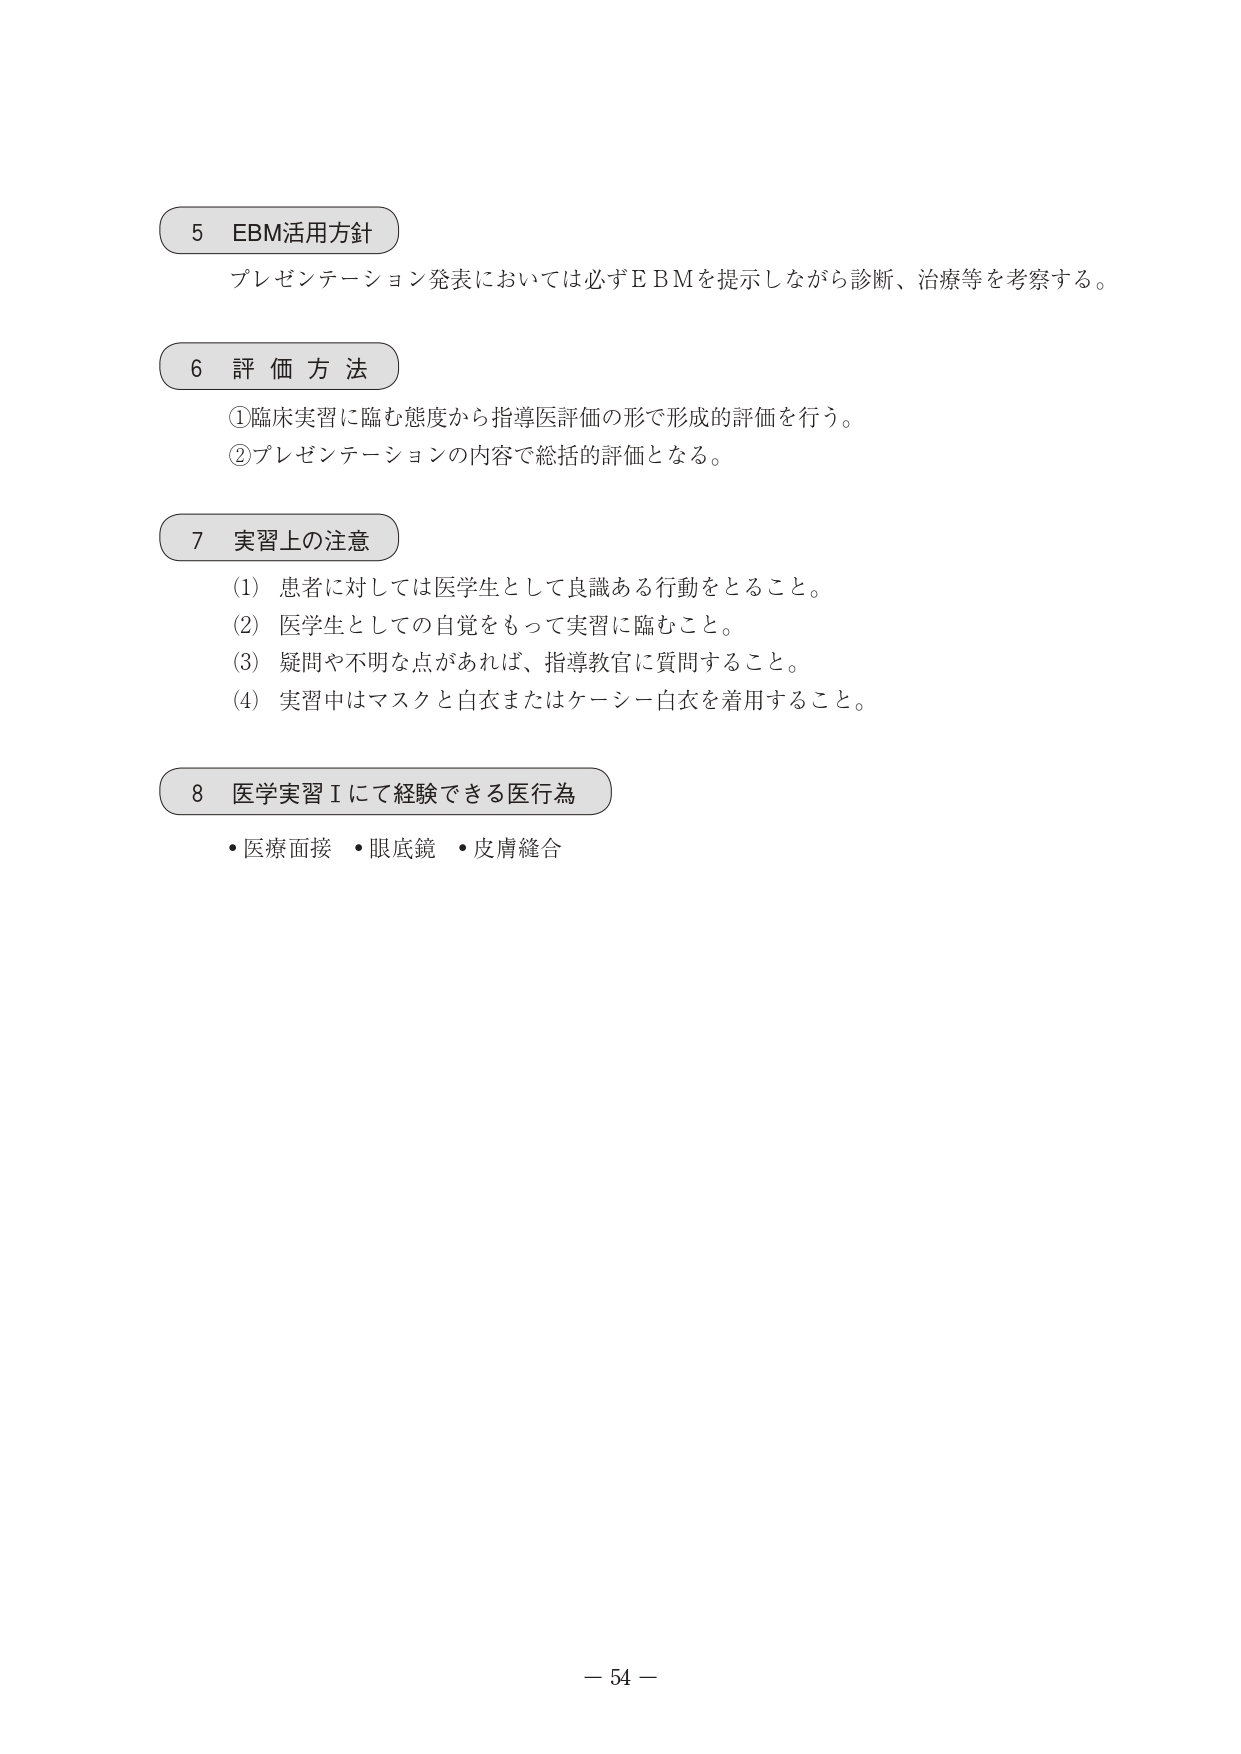 5　EBM活用方針
プレゼンテーション発表においては必ずＥＢＭを提示しながら診断、治療等を考察する。
6　評 価 方 法
①臨床実習に臨む態度から指導医評価の形で形成的評価を行う。
②プレゼンテーションの内容で総括的評価となる。
7　実習上の注意
(1)　患者に対しては医学生として良識ある行動をとること。
(2)　医学生としての自覚をもって実習に臨むこと。
(3)　疑問や不明な点があれば、指導教官に質問すること。
(4)　実習中はマスクと白衣またはケーシー白衣を着用すること。
8　医学実習Ⅰにて経験できる医行為
•医療面接　•眼底鏡　•皮膚縫合
― 54 ―